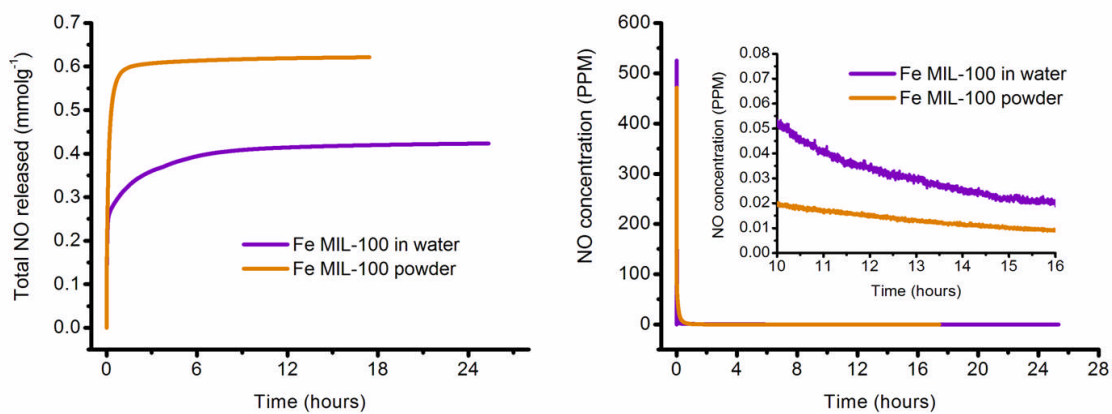 Total NO released (mmolg-1)
0.7
0.6
0.5
0.4
0.3
0.2
0.1
0.0
Fe MIL-100 in water
Fe MIL-100 powder
0 6 12 18 24
Time (hours)
NO concentration (PPM)
600
500
400
300
200
100
0
Fe MIL-100 in water
Fe MIL-100 powder
NO concentration (PPM)
0.08
0.07
0.06
0.05
0.04
0.03
0.02
0.01
0.00
10 11 12 13 14 15 16
Time (hours)
0 4 8 12 16 20 24 28
Time (hours)